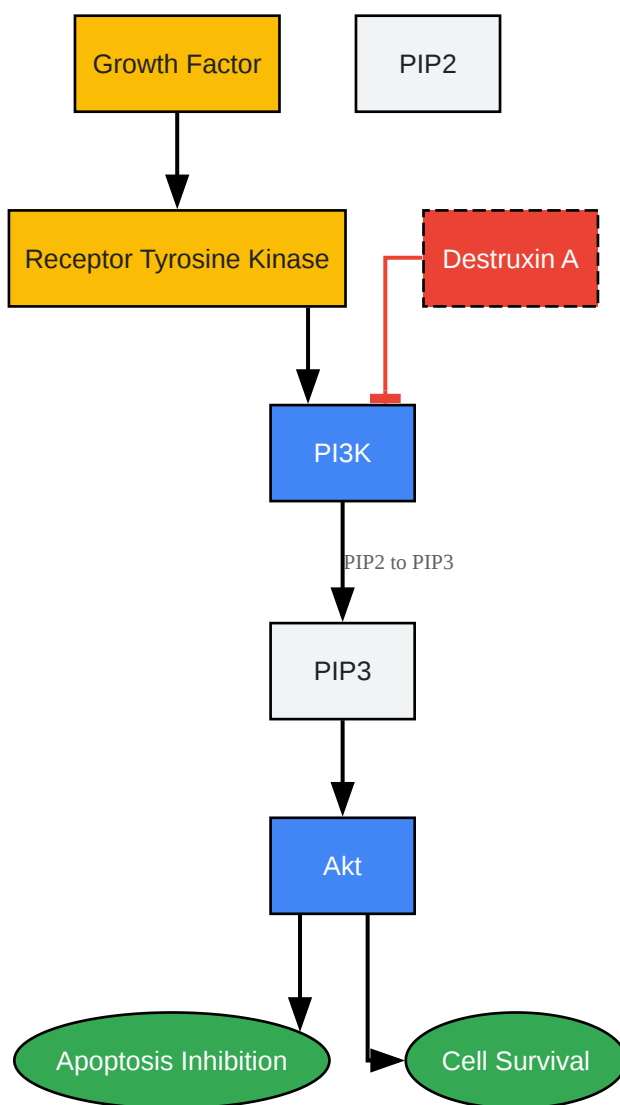 Growth Factor
PIP2
Receptor Tyrosine Kinase
Destruxin A
PI3K
PIP2 to PIP3
PIP3
Akt
Apoptosis Inhibition
Cell Survival